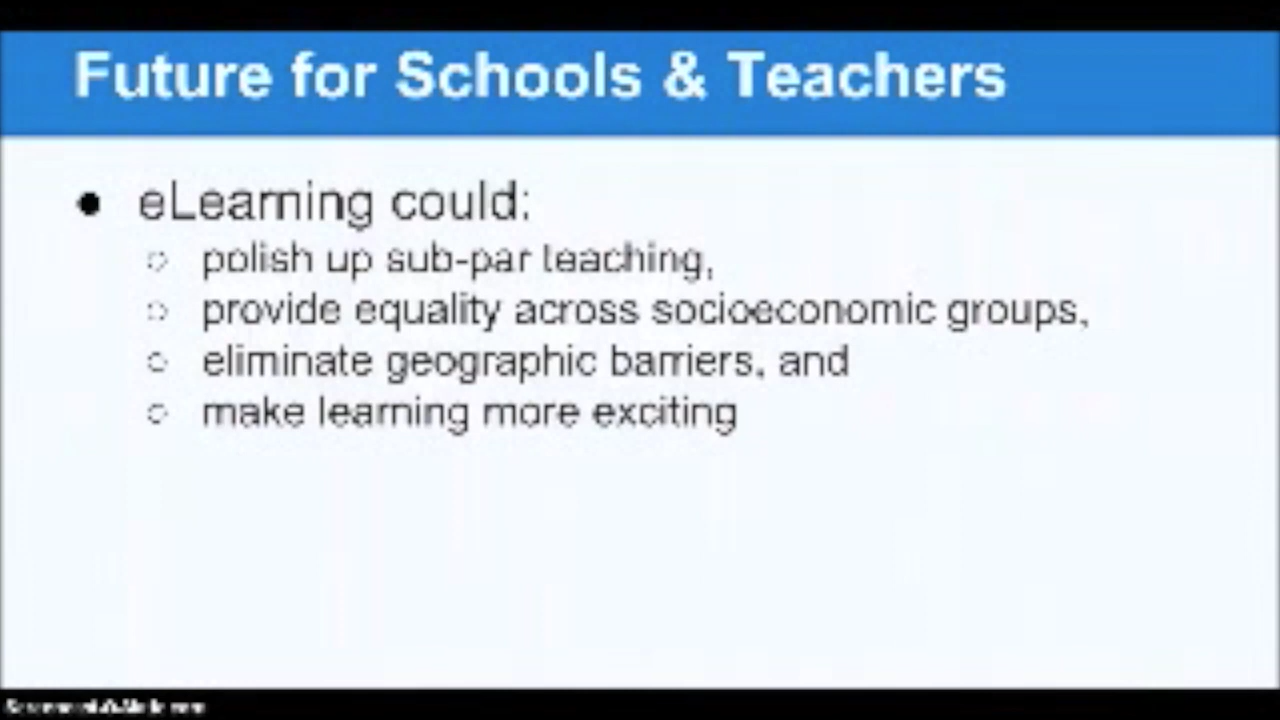 Future for Schools & Teachers
● eLearning could:
○ polish up sub-par teaching,
○ provide equality across socioeconomic groups,
○ eliminate geographic barriers, and
○ make learning more exciting